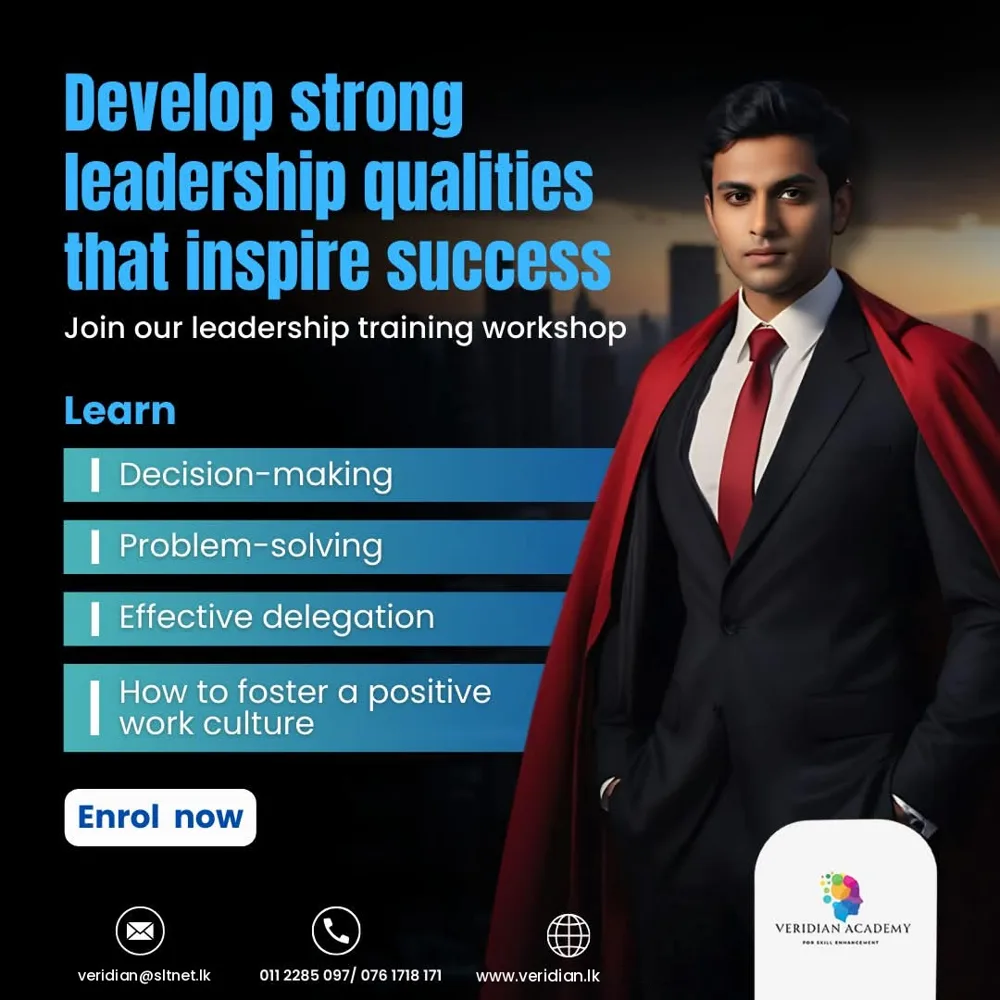 Develop strong
leadership qualities
that inspire success
Join our leadership training workshop
Learn
Decision-making
Problem-solving
Effective delegation
How to foster a positive
work culture
Enrol now
veridian@sltnet.lk
011 2285 097/ 076 1718 171
www.veridian.lk
VERIDIAN ACADEMY
FOR SKILL ENHANCEMENT